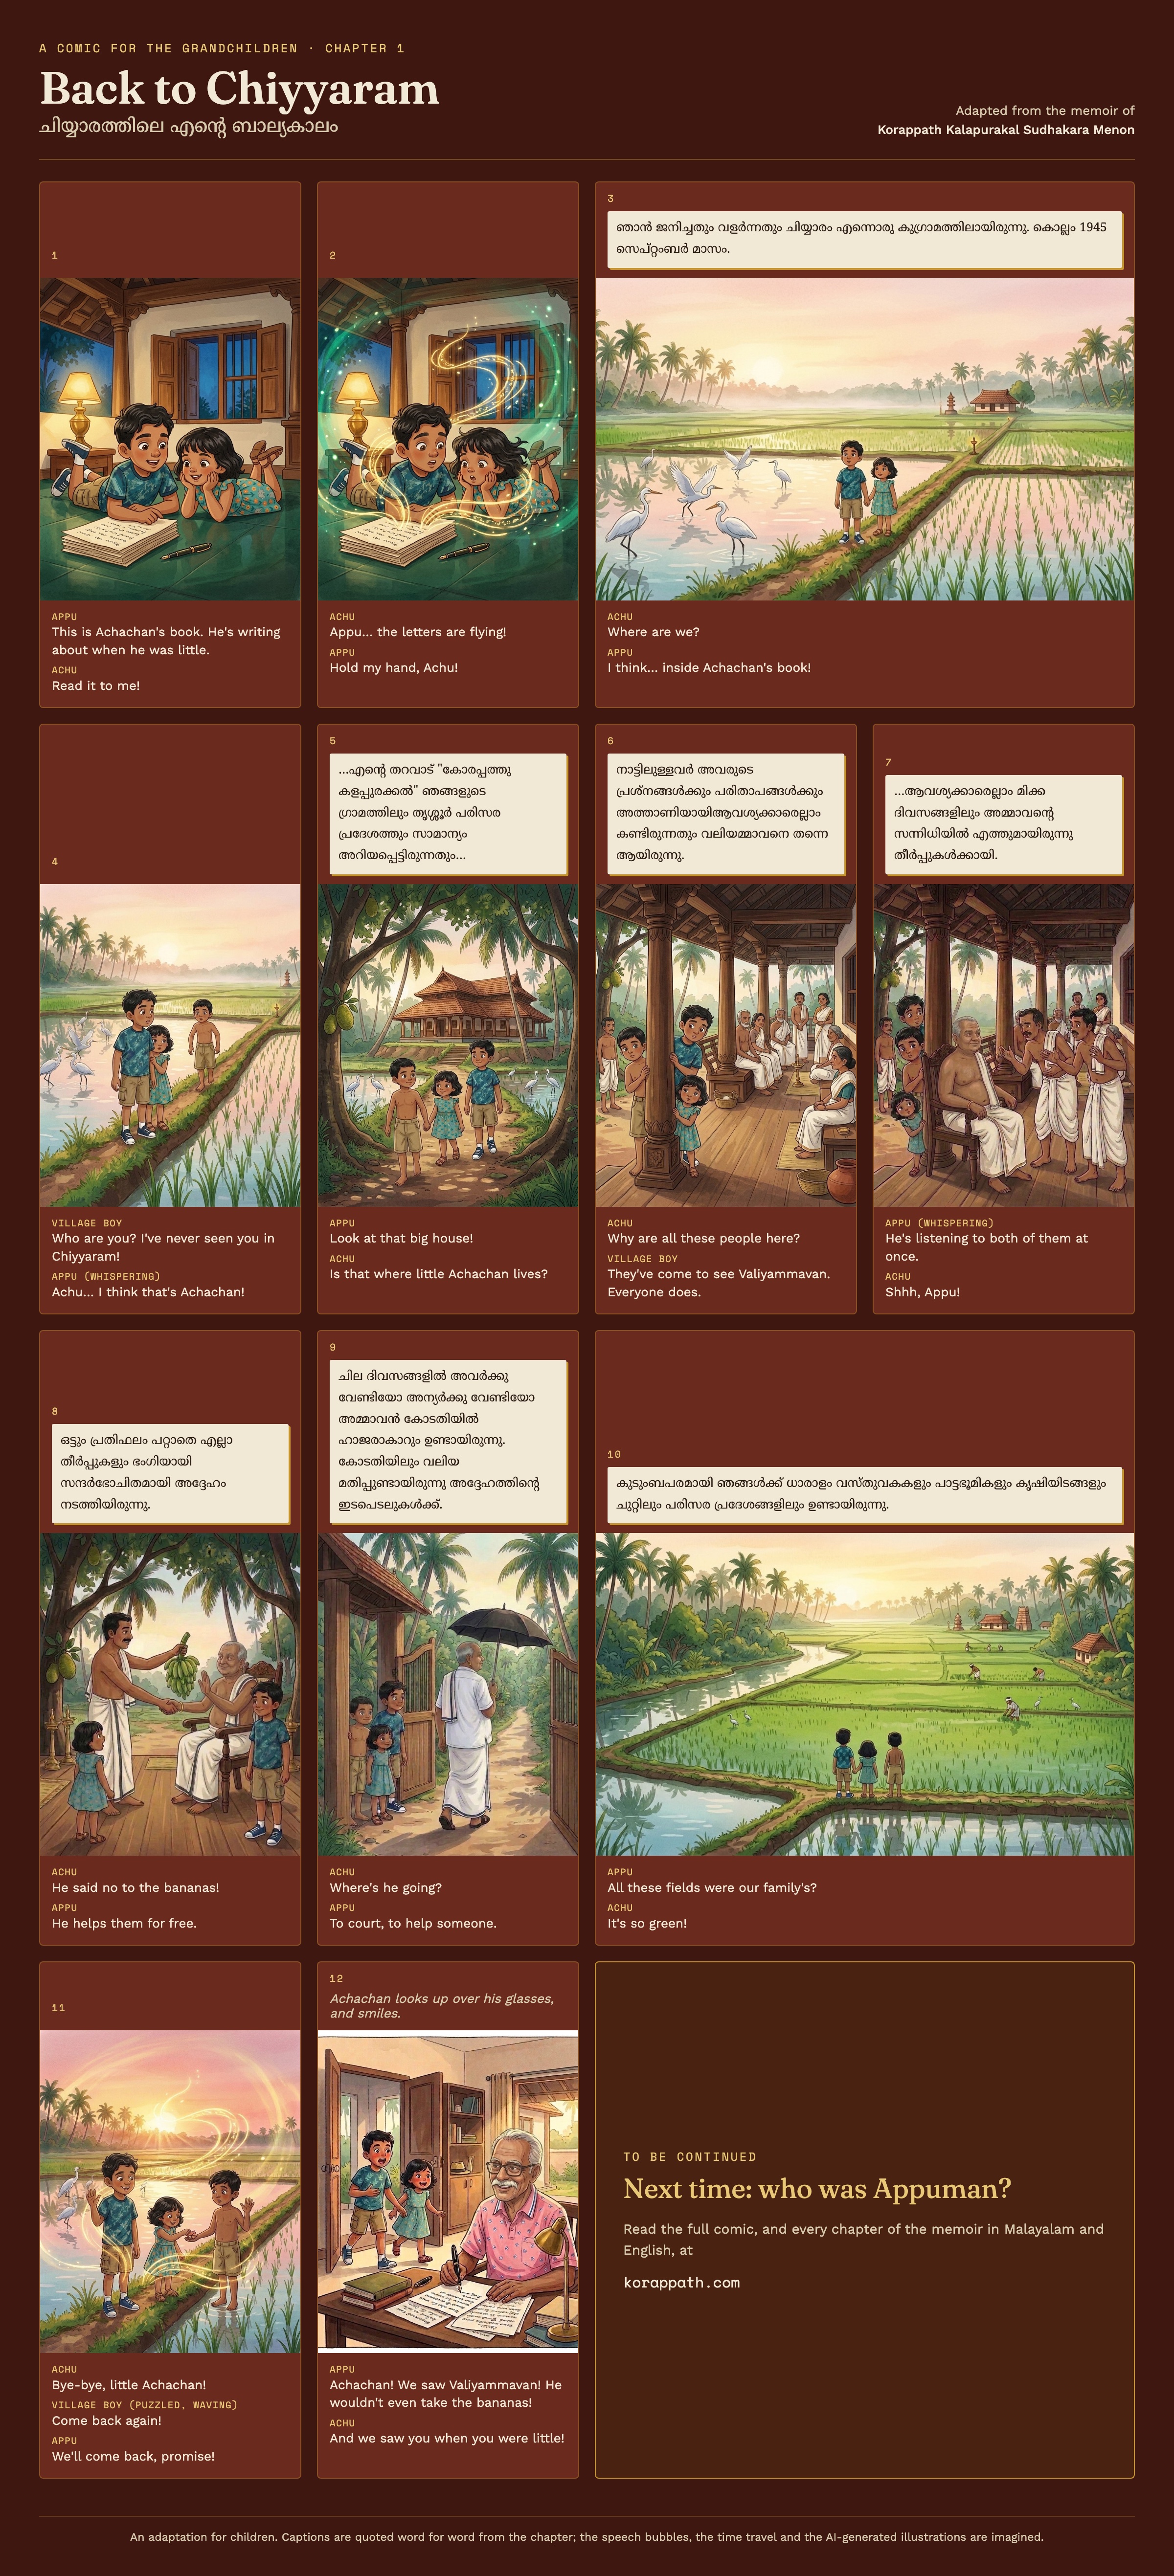 A COMIC FOR THE GRANDCHILDREN · CHAPTER 1
Back to Chiyyaram
ചിയ്യാരത്തിലെ എന്റെ ബാല്യകാലം
Adapted from the memoir of
Korappath Kalapurakal Sudhakara Menon
1
APPU
This is Achachan's book. He's writing
about when he was little.
ACHU
Read it to me!
2
ACHU
Appu... the letters are flying!
APPU
Hold my hand, Achu!
3
ഞാൻ ജനിച്ചതും വളർന്നതും ചിയ്യാരം എന്നൊരു കുഗ്രാമത്തിലായിരുന്നു. കൊല്ലം 1945
സെപ്റ്റംബർ മാസം.
ACHU
Where are we?
APPU
I think... inside Achachan's book!
4
VILLAGE BOY
Who are you? I've never seen you in
Chiyyaram!
APPU (WHISPERING)
Achu... I think that's Achachan!
5
...എന്റെ തറവാട് "കോരപ്പത്തു
കളപ്പുരക്കൽ" ഞങ്ങളുടെ
ഗ്രാമത്തിലും തൃശ്ശൂർ പരിസര
പ്രദേശത്തും സാമാന്യം
അറിയപ്പെട്ടിരുന്നതും...
APPU
Look at that big house!
ACHU
Is that where little Achachan lives?
6
നാട്ടിലുള്ളവർ അവരുടെ
പ്രശ്നങ്ങൾക്കും പരിതാപങ്ങൾക്കും
അത്താണിയായിആവശ്യക്കാരെല്ലാം
കണ്ടിരുന്നതും വലിയമ്മാവനെ തന്നെ
ആയിരുന്നു.
ACHU
Why are all these people here?
VILLAGE BOY
They've come to see Valiyammavan.
Everyone does.
7
...ആവശ്യക്കാരെല്ലാം മിക്ക
ദിവസങ്ങളിലും അമ്മാവന്റെ
സന്നിധിയിൽ എത്തുമായിരുന്നു
തീർപ്പുകൾക്കായി.
APPU (WHISPERING)
He's listening to both of them at
once.
ACHU
Shhh, Appu!
8
ഒട്ടും പ്രതിഫലം പറ്റാതെ എല്ലാ
തീർപ്പുകളും ഭംഗിയായി
സന്ദർഭോചിതമായി അദ്ദേഹം
നടത്തിയിരുന്നു.
ACHU
He said no to the bananas!
APPU
He helps them for free.
9
ചില ദിവസങ്ങളിൽ അവർക്കു
വേണ്ടിയോ അന്യർക്കു വേണ്ടിയോ
അമ്മാവൻ കോടതിയിൽ
ഹാജരാകാറും ഉണ്ടായിരുന്നു.
കോടതിയിലും വലിയ
മതിപ്പുണ്ടായിരുന്നു അദ്ദേഹത്തിന്റെ
ഇടപെടലുകൾക്ക്.
ACHU
Where's he going?
APPU
To court, to help someone.
10
കുടുംബപരമായി ഞങ്ങൾക്ക് ധാരാളം വസ്തുവകകളും പാട്ടഭൂമികളും കൃഷിയിടങ്ങളും
ചുറ്റിലും പരിസര പ്രദേശങ്ങളിലും ഉണ്ടായിരുന്നു.
APPU
All these fields were our family's?
ACHU
It's so green!
11
ACHU
Bye-bye, little Achachan!
VILLAGE BOY (PUZZLED, WAVING)
Come back again!
APPU
We'll come back, promise!
12
Achachan looks up over his glasses,
and smiles.
APPU
Achachan! We saw Valiyammavan! He
wouldn't even take the bananas!
ACHU
And we saw you when you were little!
TO BE CONTINUED
Next time: who was Appuman?
Read the full comic, and every chapter of the memoir in Malayalam and
English, at
korappath.com
An adaptation for children. Captions are quoted word for word from the chapter; the speech bubbles, the time travel and the AI-generated illustrations are imagined.